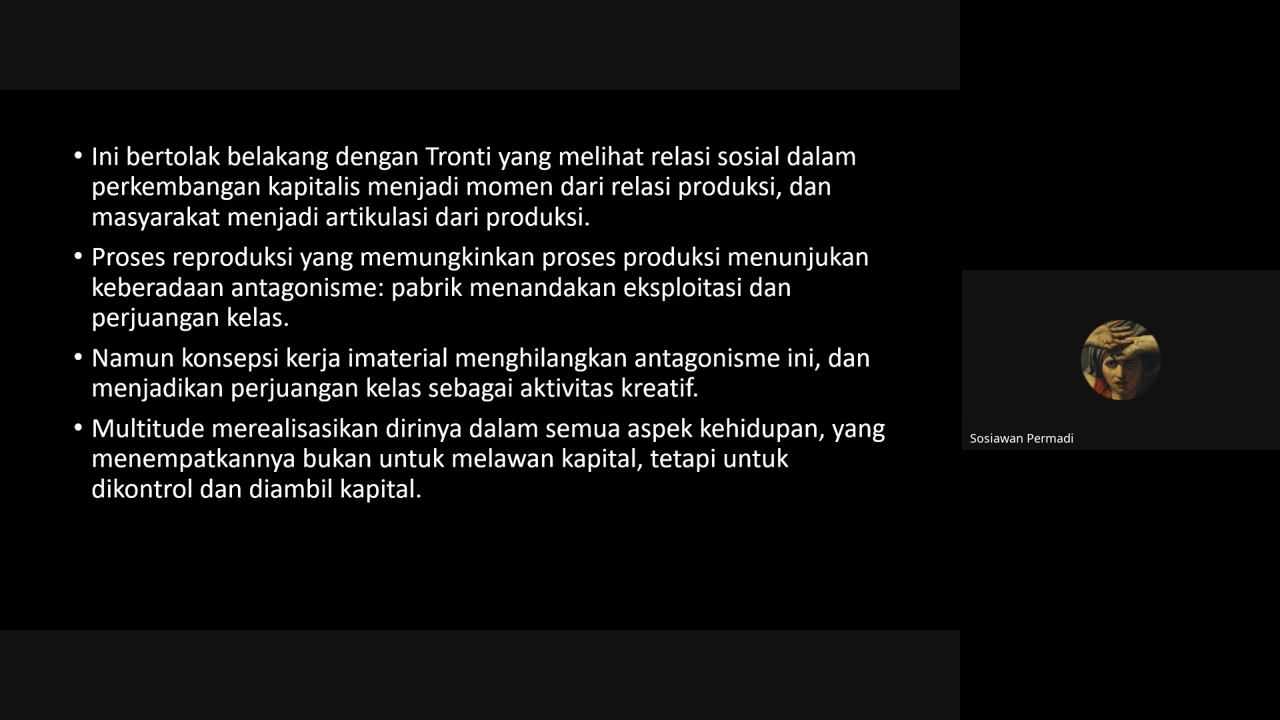 • Ini bertolak belakang dengan Tronti yang melihat relasi sosial dalam
perkembangan kapitalis menjadi momen dari relasi produksi, dan
masyarakat menjadi artikulasi dari produksi.
• Proses reproduksi yang memungkinkan proses produksi menunjukan
keberadaan antagonisme: pabrik menandakan eksploitasi dan
perjuangan kelas.
• Namun konsepsi kerja imaterial menghilangkan antagonisme ini, dan
menjadikan perjuangan kelas sebagai aktivitas kreatif.
• Multitude merealisasikan dirinya dalam semua aspek kehidupan, yang
menempatkannya bukan untuk melawan kapital, tetapi untuk
dikontrol dan diambil kapital.
Sosiawan Permadi